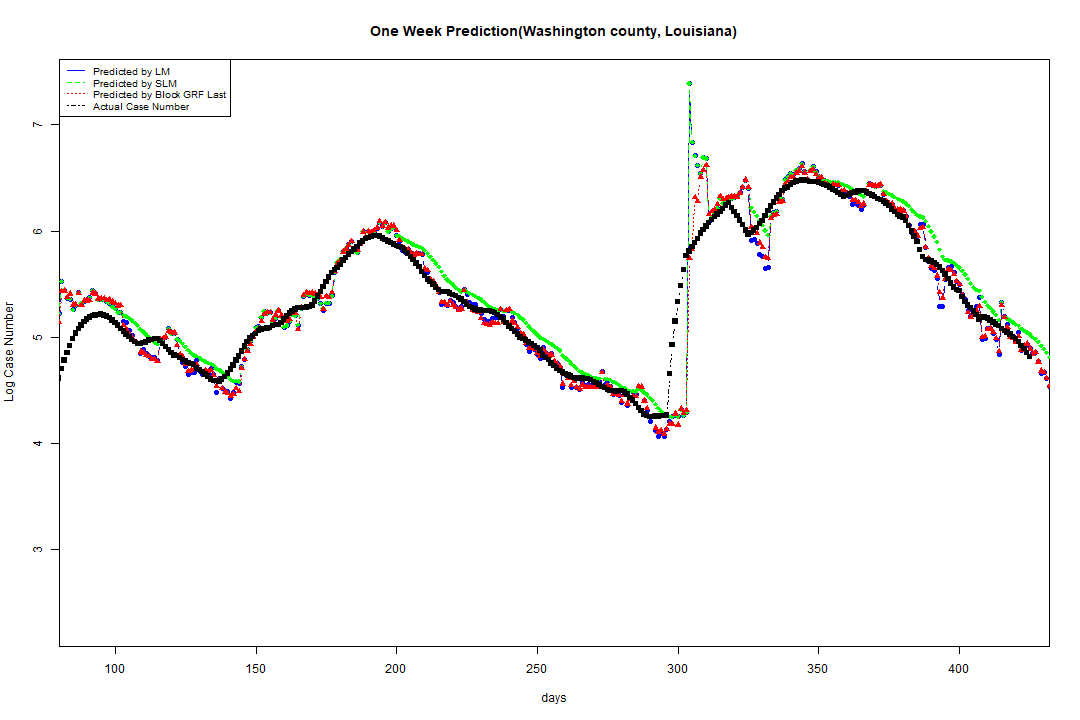 One Week Prediction(Washington county, Louisiana)
Predicted by LM
Predicted by SLM
Predicted by Block GRF Last
Actual Case Number
7
6
5
4
3
Log Case Number
100 150 200 250 300 350 400
days